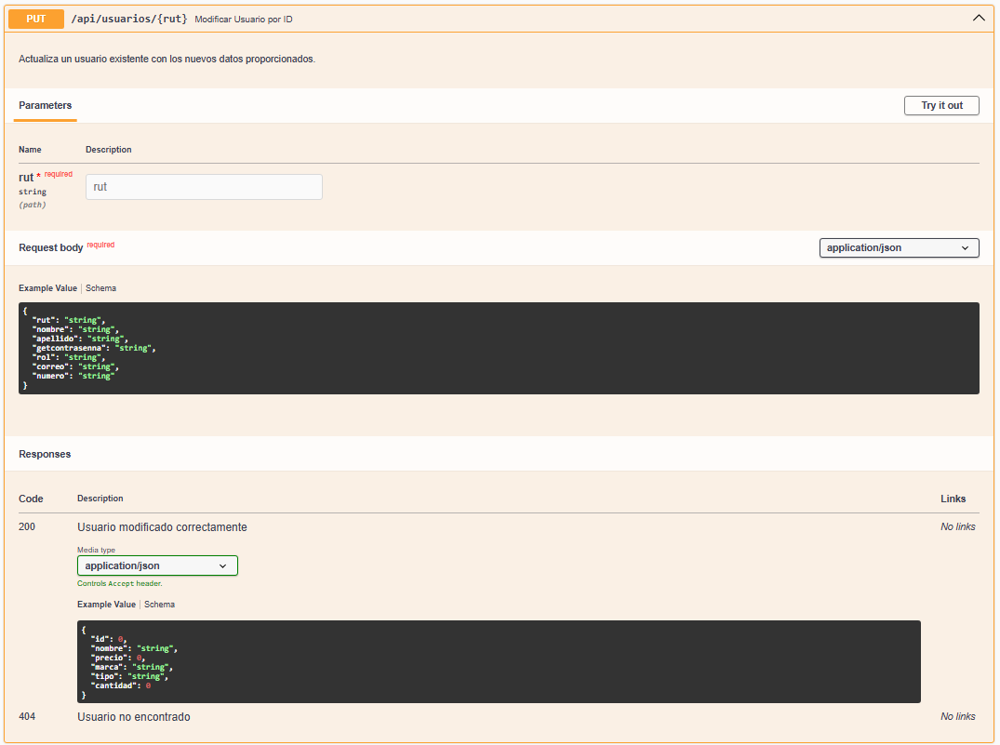 PUT /api/usuarios/{rut} Modificar Usuario por ID
Actualiza un usuario existente con los nuevos datos proporcionados.
Parameters
Try it out
Name Description
rut * required
string
(path)
rut
Request body required
application/json
Example Value | Schema
{
  "rut": "string",
  "nombre": "string",
  "apellido": "string",
  "getcontrasenna": "string",
  "rol": "string",
  "correo": "string",
  "numero": "string"
}
Responses
Code Description Links
200 Usuario modificado correctamente No links
Media type
application/json
Controls Accept header.
Example Value | Schema
{
  "id": 0,
  "nombre": "string",
  "precio": 0,
  "marca": "string",
  "tipo": "string",
  "cantidad": 0
}
404 Usuario no encontrado No links